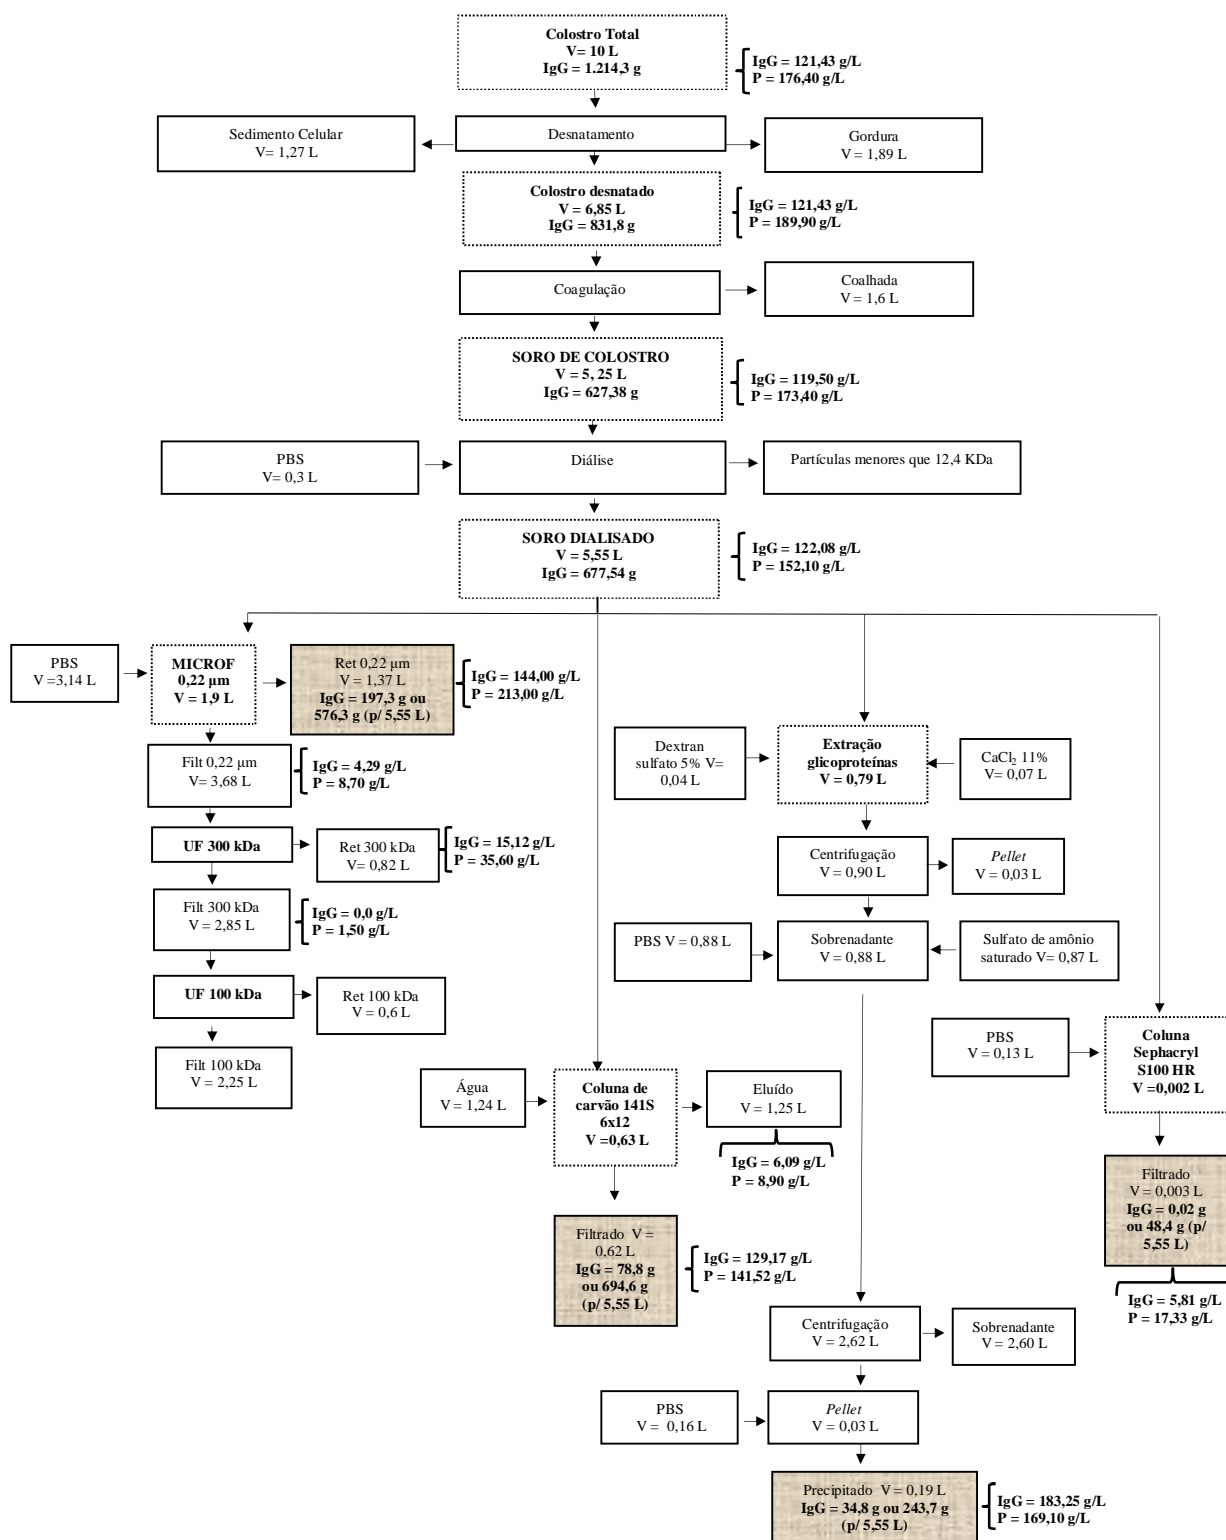 Colostro Total
V= 10 L
IgG = 1.214,3 g
IgG = 121,43 g/L
P = 176,40 g/L
Sedimento Celular
V= 1,27 L
Desnatamento
Gordura
V = 1,89 L
Colostro desnatado
V = 6,85 L
IgG = 831,8 g
IgG = 121,43 g/L
P = 189,90 g/L
Coagulação
Coalhada
V = 1,6 L
SORO DE COLOSTRO
V = 5, 25 L
IgG = 627,38 g
IgG = 119,50 g/L
P = 173,40 g/L
PBS
V= 0,3 L
Diálise
Partículas menores que 12,4 KDa
SORO DIALISADO
V = 5,55 L
IgG = 677,54 g
IgG = 122,08 g/L
P = 152,10 g/L
PBS
V =3,14 L
MICROF
0,22 µm
V = 1,9 L
Ret 0,22 µm
V = 1,37 L
IgG = 197,3 g ou
576,3 g (p/ 5,55 L)
IgG = 144,00 g/L
P = 213,00 g/L
Filt 0,22 µm
V= 3,68 L
IgG = 4,29 g/L
P = 8,70 g/L
UF 300 kDa
Ret 300 kDa
V= 0,82 L
IgG = 15,12 g/L
P = 35,60 g/L
Filt 300 kDa
V = 2,85 L
IgG = 0,0 g/L
P = 1,50 g/L
UF 100 kDa
Ret 100 kDa
V = 0,6 L
Filt 100 kDa
V = 2,25 L
Água
V = 1,24 L
Coluna de
carvão 141S
6x12
V =0,63 L
Eluído
V = 1,25 L
IgG = 6,09 g/L
P = 8,90 g/L
Filtrado V =
0,62 L
IgG = 78,8 g
ou 694,6 g
(p/ 5,55 L)
IgG = 129,17 g/L
P = 141,52 g/L
Dextran
sulfato 5% V=
0,04 L
Extração
glicoproteínas
V = 0,79 L
CaCl2 11%
V= 0,07 L
Centrifugação
V = 0,90 L
Pellet
V = 0,03 L
PBS V = 0,88 L
Sobrenadante
V = 0,88 L
Sulfato de amônio
saturado V= 0,87 L
Centrifugação
V = 2,62 L
Sobrenadante
V = 2,60 L
PBS
V = 0,16 L
Pellet
V = 0,03 L
Precipitado V = 0,19 L
IgG = 34,8 g ou 243,7 g
(p/ 5,55 L)
IgG = 183,25 g/L
P = 169,10 g/L
PBS
V = 0,13 L
Coluna
Sephacryl
S100 HR
V =0,002 L
Filtrado
V = 0,003 L
IgG = 0,02 g
ou 48,4 g (p/
5,55 L)
IgG = 5,81 g/L
P = 17,33 g/L